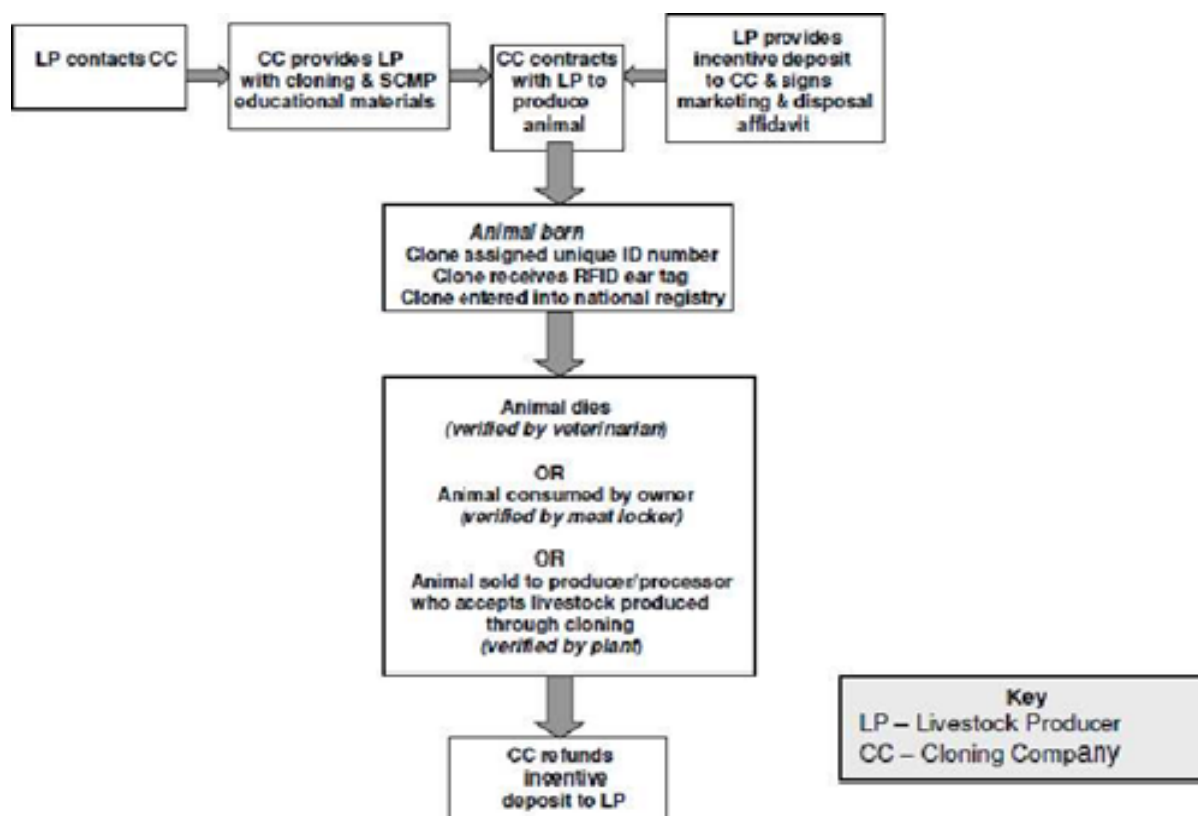 LP contacts CC
CC provides LP
with cloning & SCMP
educational materials
CC contracts
with LP to
produce
animal
LP provides
incentive deposit
to CC & signs
marketing & disposal
affidavit
Animal born
Clone assigned unique ID number
Clone receives RFID ear tag
Clone entered into national registry
Animal dies
(verified by veterinarian)
OR
Animal consumed by owner
(verified by meat locker)
OR
Animal sold to producer/processor
who accepts livestock produced
through cloning
(verified by plant)
CC refunds
incentive
deposit to LP
Key
LP – Livestock Producer
CC – Cloning Company